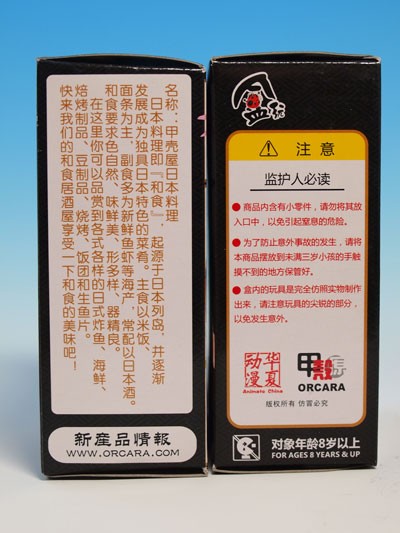 名称：甲壳屋日本料理
日本料理即『和食』，起源于日本列岛，并逐渐
发展成为独具日本特色的菜肴。主食以米饭、
面条为主，副食多为新鲜鱼虾等海产，常配以日本酒。
和食要求色自然、味鲜美、形多样、器精良。
在这里你可以品赏到各式各样的日式炸鱼、海鲜、
焙烤制品、豆制品、烧烤、饭团和生鱼片。
快来我们的和食居酒屋享受一下和食的美味吧！
新産品情報
WWW.ORCARA.COM
注 意
监护人必读
商品内含有小零件，请勿将其放
入口中，以免引起窒息的危险。
为了防止意外事故的发生，请将
本商品摆放到未满三岁小孩的手触
摸不到的地方保管好。
盒内的玩具是完全仿照实物制作
出来，请注意玩具的尖锐的部分，
以免发生意外。
华夏动漫
Animate China
甲殼
ORCARA
版权所有 仿冒必究
对象年龄8岁以上
FOR AGES 8 YEARS & UP